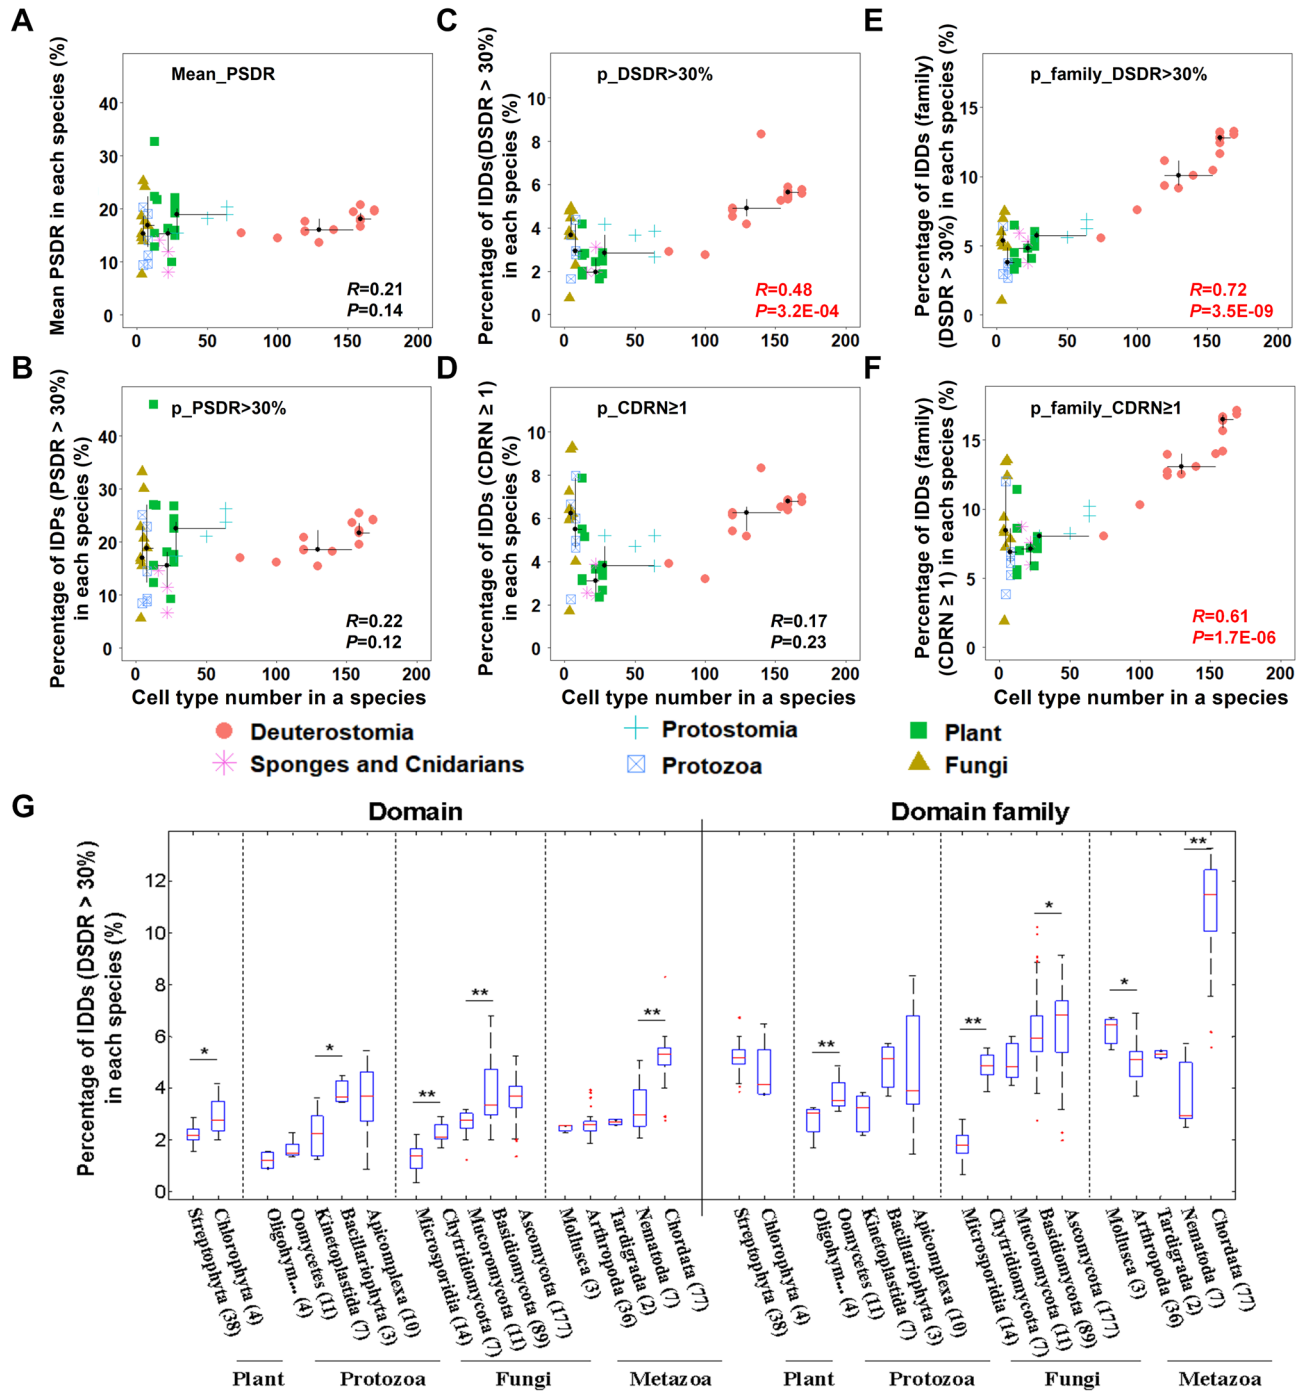 A
Mean PSDR in each species (%)
Mean_PSDR
40
30
20
10
0
R=0.21
P=0.14
0 50 100 150 200
C
Percentage of IDDs(DSDR > 30%)
in each species (%)
p_DSDR>30%
10
8
6
4
2
0
R=0.48
P=3.2E-04
0 50 100 150 200
E
Percentage of IDDs (family)
(DSDR > 30%) in each species (%)
p_family_DSDR>30%
15
10
5
0
R=0.72
P=3.5E-09
0 50 100 150 200
B
Percentage of IDPs (PSDR > 30%)
in each species (%)
p_PSDR>30%
40
30
20
10
0
R=0.22
P=0.12
0 50 100 150 200
Cell type number in a species
D
Percentage of IDDs (CDRN ≥ 1)
in each species (%)
p_CDRN≥1
10
8
6
4
2
0
R=0.17
P=0.23
0 50 100 150 200
Cell type number in a species
F
Percentage of IDDs (family)
(CDRN ≥ 1) in each species (%)
p_family_CDRN≥1
15
10
5
0
R=0.61
P=1.7E-06
0 50 100 150 200
Cell type number in a species
Deuterostomia
Protostomia
Plant
Sponges and Cnidarians
Protozoa
Fungi
G
Domain
Domain family
Percentage of IDDs (DSDR > 30%)
in each species (%)
12
10
8
6
4
2
0
*
*
**
**
**
**
**
*
*
**
Streptophyta (38)
Chlorophyta (4)
Oligohym... (4)
Oomycetes (11)
Kinetoplastida (7)
Bacillariophyta (3)
Apicomplexa (10)
Microsporidia (14)
Chytridiomycota (7)
Mucoromycota (11)
Basidiomycota (89)
Ascomycota (177)
Mollusca (3)
Arthropoda (36)
Tardigrada (2)
Nematoda (7)
Chordata (77)
Streptophyta (38)
Chlorophyta (4)
Oligohym... (4)
Oomycetes (11)
Kinetoplastida (7)
Bacillariophyta (3)
Apicomplexa (10)
Microsporidia (14)
Chytridiomycota (7)
Mucoromycota (11)
Basidiomycota (89)
Ascomycota (177)
Mollusca (3)
Arthropoda (36)
Tardigrada (2)
Nematoda (7)
Chordata (77)
Plant
Protozoa
Fungi
Metazoa
Plant
Protozoa
Fungi
Metazoa